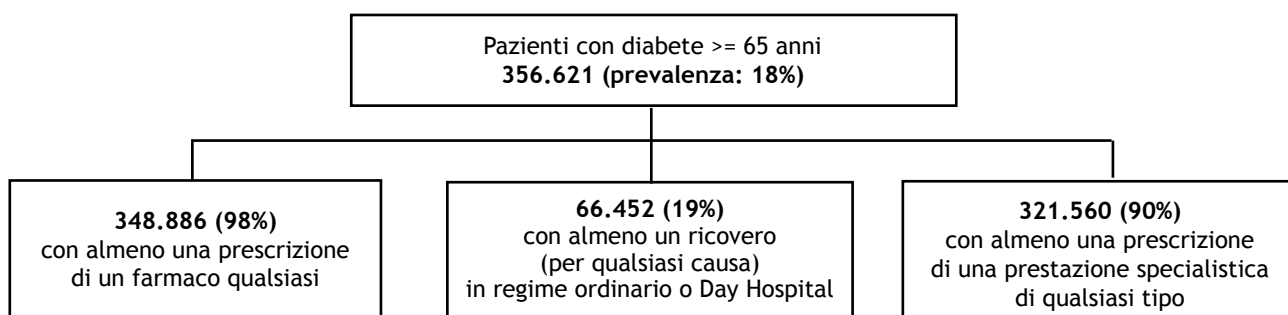 Pazienti con diabete >= 65 anni
356.621 (prevalenza: 18%)
348.886 (98%)
con almeno una prescrizione
di un farmaco qualsiasi
66.452 (19%)
con almeno un ricovero
(per qualsiasi causa)
in regime ordinario o Day Hospital
321.560 (90%)
con almeno una prescrizione
di una prestazione specialistica
di qualsiasi tipo